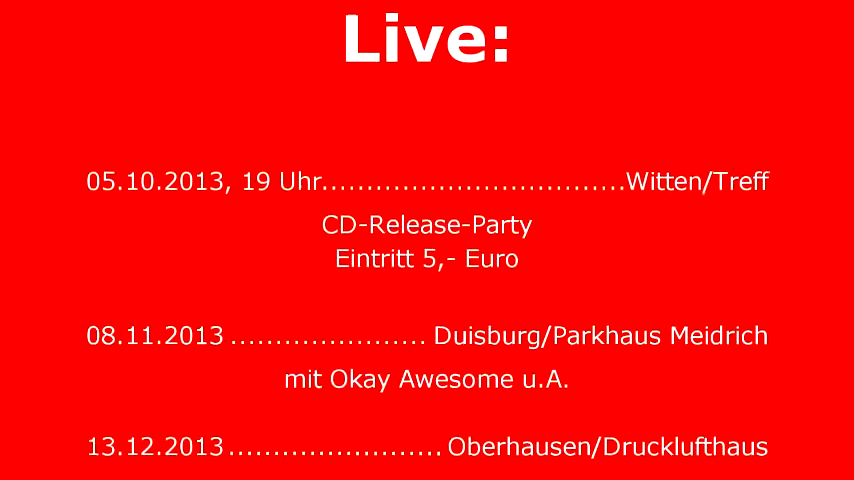 Live:
05.10.2013, 19 Uhr..................................Witten/Treff
CD-Release-Party
Eintritt 5,- Euro
08.11.2013 ...................... Duisburg/Parkhaus Meidrich
mit Okay Awesome u.A.
13.12.2013........................ Oberhausen/Drucklufthaus